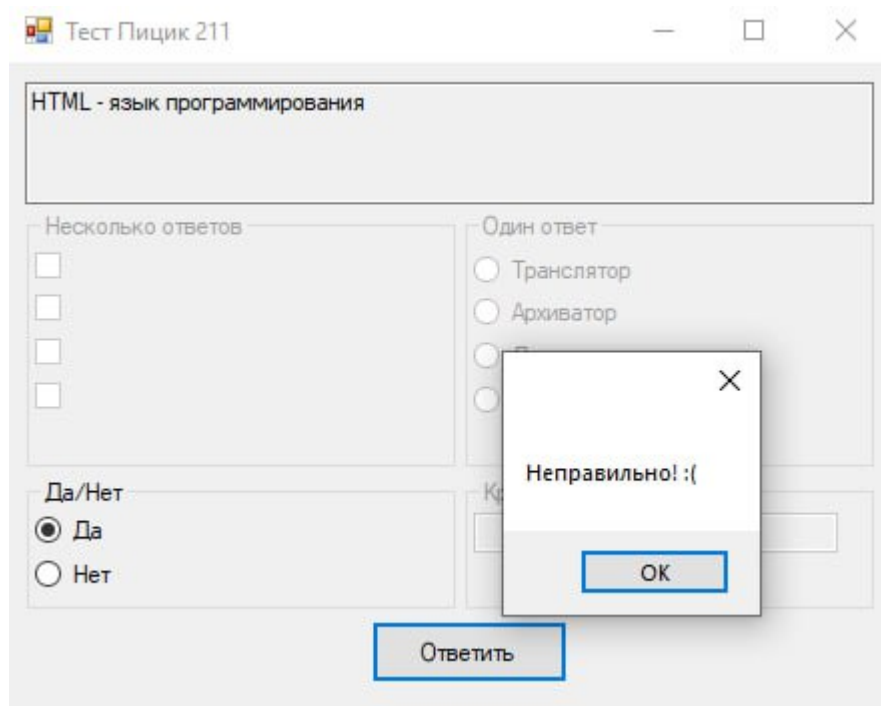 Тест Пицик 211
HTML - язык программирования
Несколько ответов
Один ответ
Транслятор
Архиватор
Неправильно! :(
OK
Да/Нет
Да
Нет
Ответить